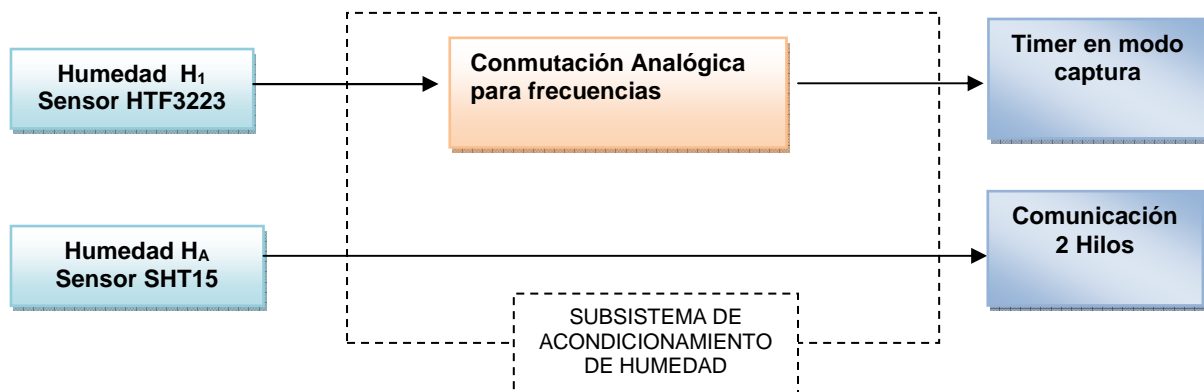 Humedad H₁
Sensor HTF3223
Conmutación Analógica
para frecuencias
Timer en modo
captura
Humedad Hᴀ
Sensor SHT15
Comunicación
2 Hilos
SUBSISTEMA DE
ACONDICIONAMIENTO
DE HUMEDAD